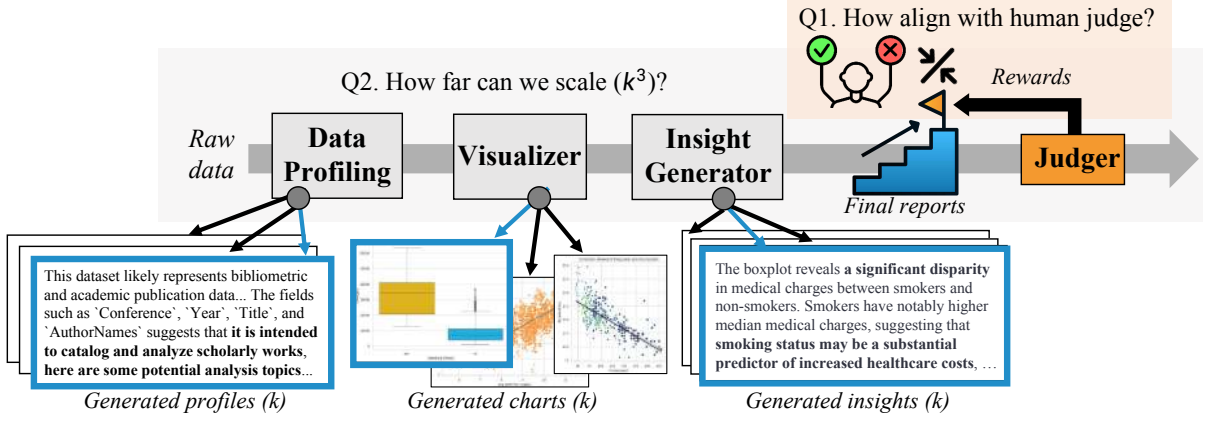 Q1. How align with human judge?
Q2. How far can we scale (k³)?
Rewards
Raw
data
Data
Profiling
Visualizer
Insight
Generator
Judger
Final reports
This dataset likely represents bibliometric
and academic publication data... The fields
such as `Conference`, `Year`, `Title`, and
`AuthorNames` suggests that it is intended
to catalog and analyze scholarly works,
here are some potential analysis topics...
The boxplot reveals a significant disparity
in medical charges between smokers and
non-smokers. Smokers have notably higher
median medical charges, suggesting that
smoking status may be a substantial
predictor of increased healthcare costs, ...
Generated profiles (k)
Generated charts (k)
Generated insights (k)